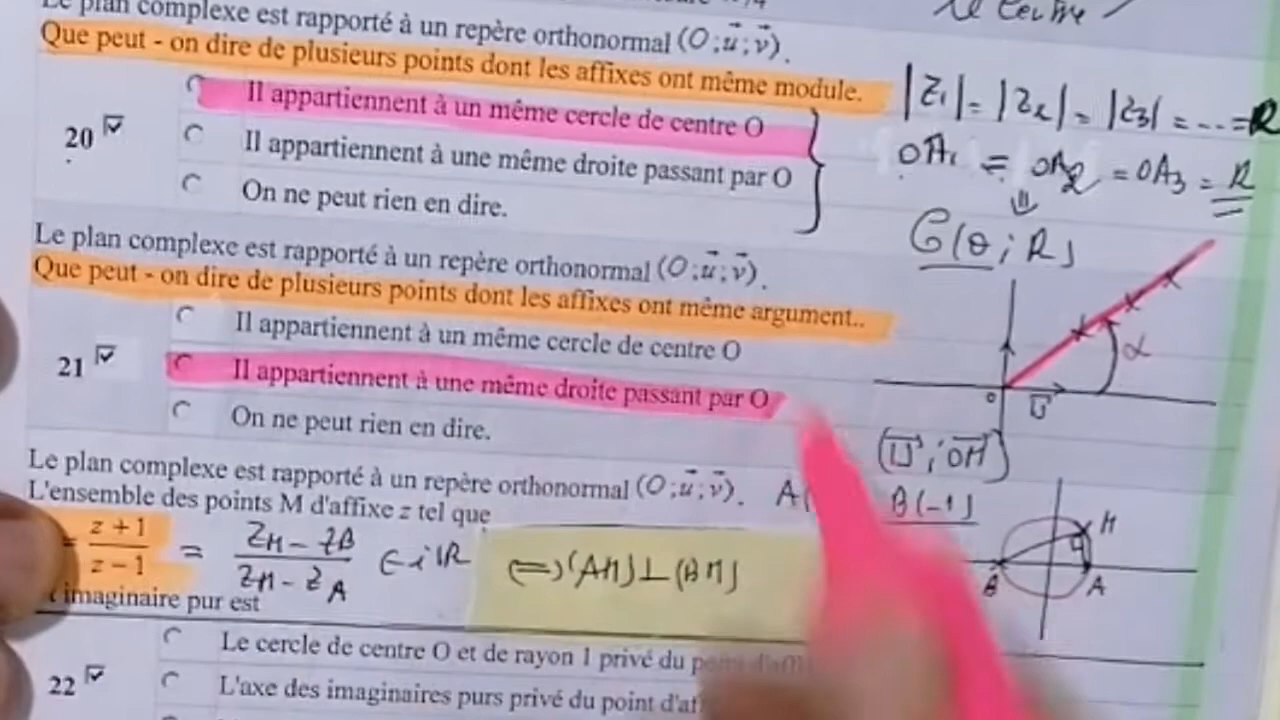 Le plan complexe est rapporté à un repère orthonormal (O ; u⃗ ; v⃗).
Que peut - on dire de plusieurs points dont les affixes ont même module.
Il appartiennent à un même cercle de centre O
20
Il appartiennent à une même droite passant par O
On ne peut rien en dire.
|Z₁| = |Z₂| = |Z₃| = --- = R
OA₁ = OA₂ = OA₃ = R
⇓
C(O ; R)
Le plan complexe est rapporté à un repère orthonormal (O ; u⃗ ; v⃗).
Que peut - on dire de plusieurs points dont les affixes ont même argument..
Il appartiennent à un même cercle de centre O
21
Il appartiennent à une même droite passant par O
On ne peut rien en dire.
α
o
U⃗
(U⃗ ; OM⃗)
Le plan complexe est rapporté à un repère orthonormal (O ; u⃗ ; v⃗). A( B(-1)
L'ensemble des points M d'affixe z tel que
z + 1 / z − 1 = Z_M − Z_B / Z_M − Z_A ∈ iℝ ⟺ (AM) ⊥ (BM)
M
B
A
imaginaire pur est
Le cercle de centre O et de rayon 1 privé du
22
L'axe des imaginaires purs privé du point